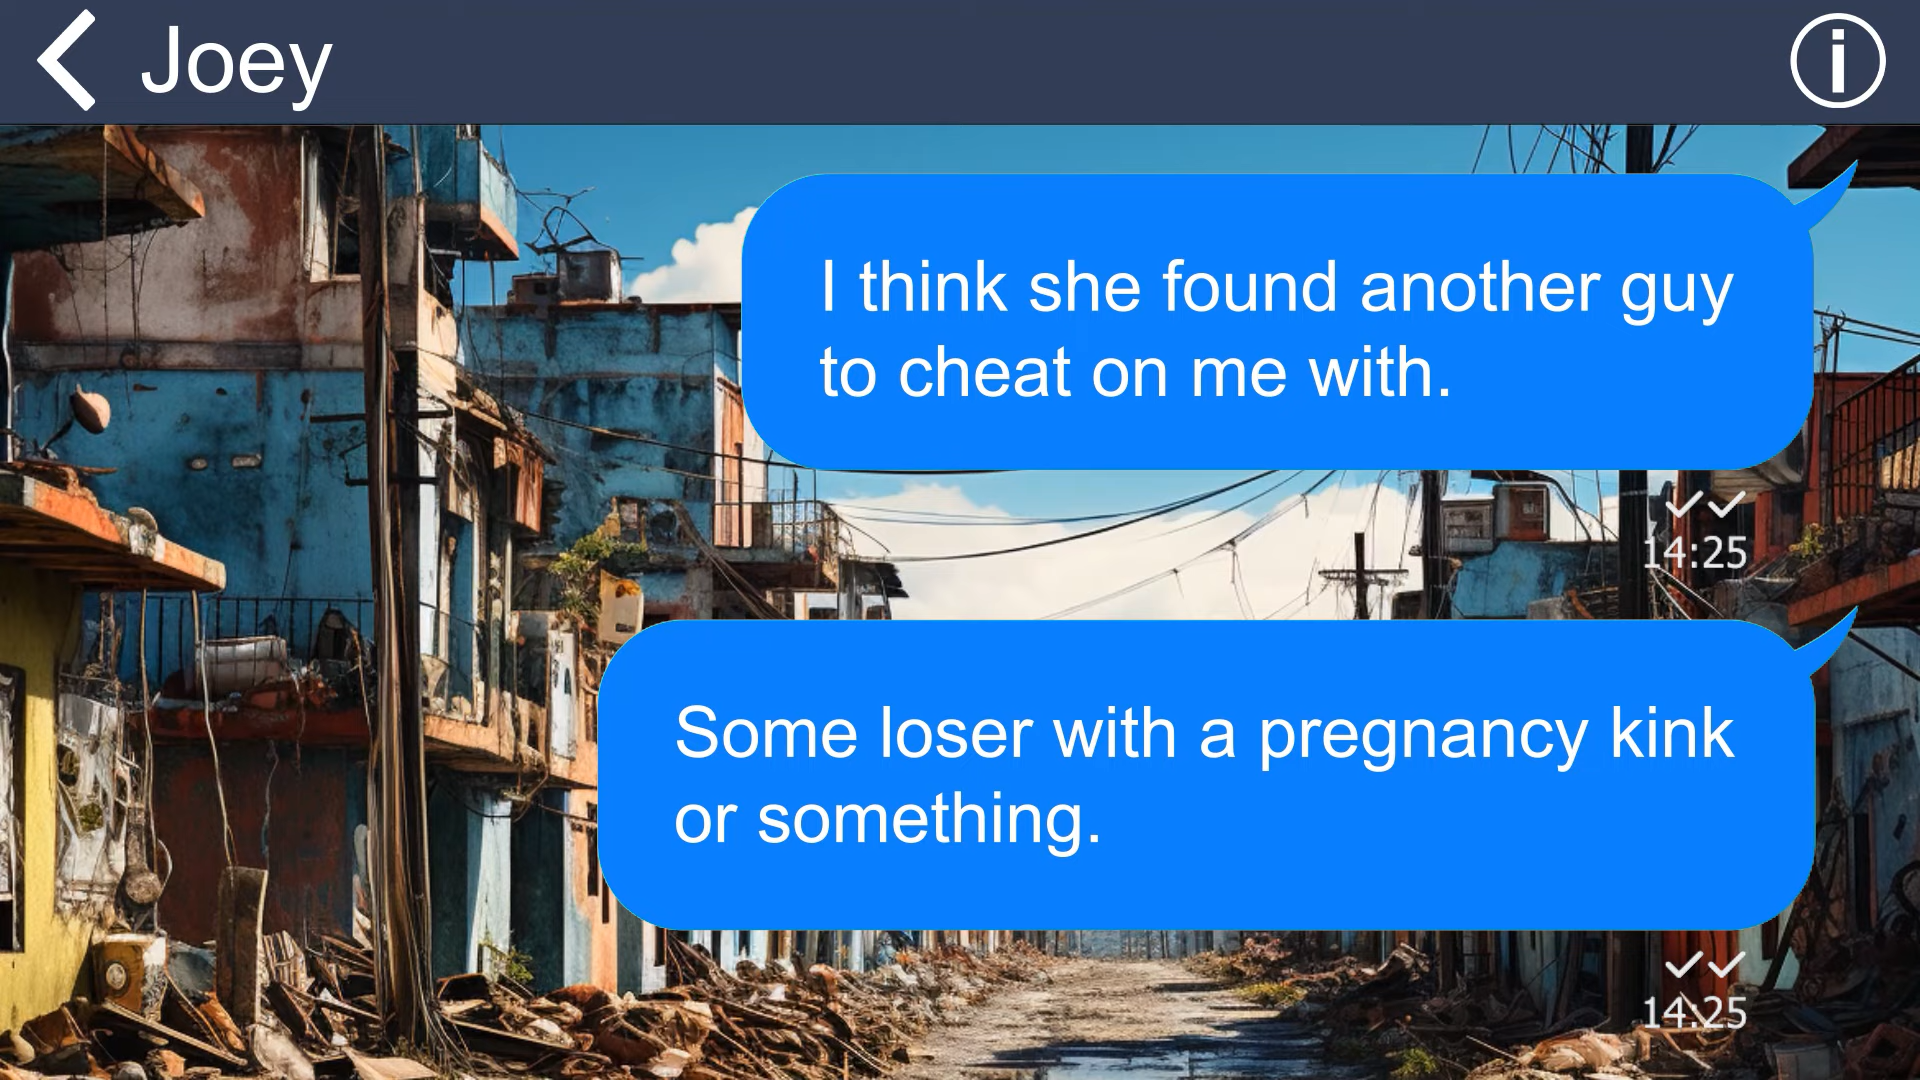 Joey
I think she found another guy
to cheat on me with.
14:25
Some loser with a pregnancy kink
or something.
14:25